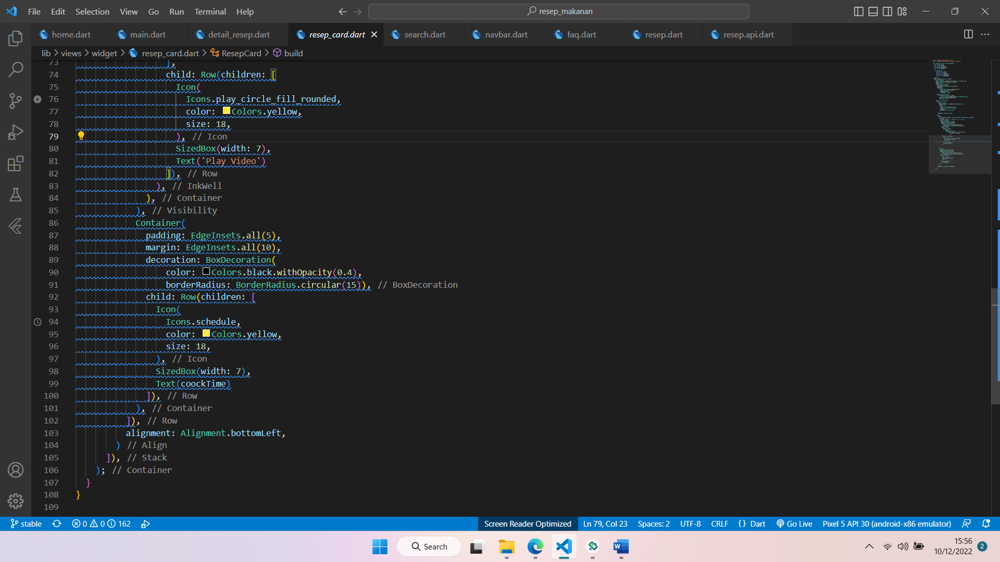 File Edit Selection View Go Run Terminal Help
resep_makanan
home.dart main.dart detail_resep.dart resep_card.dart search.dart navbar.dart faq.dart resep.dart resep.api.dart
lib > views > widget > resep_card.dart > ResepCard > build
73 },
74 child: Row(children: [
75 Icon(
76 Icons.play_circle_fill_rounded,
77 color: Colors.yellow,
78 size: 18,
79 ), // Icon
80 SizedBox(width: 7),
81 Text('Play Video')
82 ]), // Row
83 ), // InkWell
84 ), // Container
85 ), // Visibility
86 Container(
87 padding: EdgeInsets.all(5),
88 margin: EdgeInsets.all(10),
89 decoration: BoxDecoration(
90 color: Colors.black.withOpacity(0.4),
91 borderRadius: BorderRadius.circular(15)), // BoxDecoration
92 child: Row(children: [
93 Icon(
94 Icons.schedule,
95 color: Colors.yellow,
96 size: 18,
97 ), // Icon
98 SizedBox(width: 7),
99 Text(coockTime)
100 ]), // Row
101 ), // Container
102 ]), // Row
103 alignment: Alignment.bottomLeft,
104 ) // Align
105 ]), // Stack
106 ); // Container
107 }
108 }
109
stable 0 0 162 Screen Reader Optimized Ln 79, Col 23 Spaces: 2 UTF-8 CRLF {} Dart Go Live Pixel 5 API 30 (android-x86 emulator)
Search
15:56
10/12/2022 2